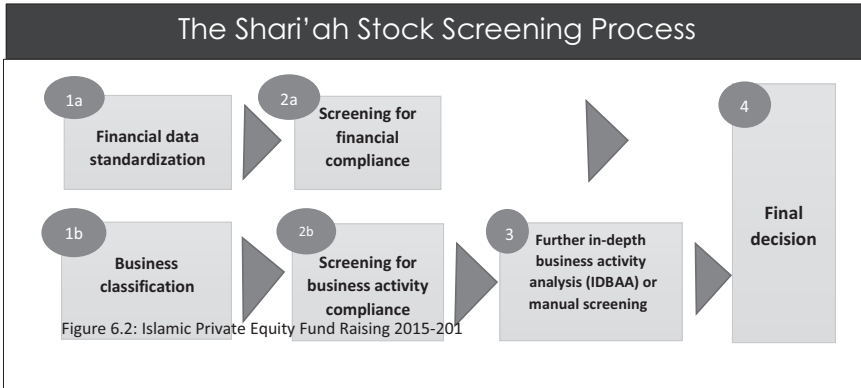 The Shari’ah Stock Screening Process
1a
Financial data
standardization
2a
Screening for
financial
compliance
1b
Business
classification
2b
Screening for
business activity
compliance
3
Further in-depth
business activity
analysis (IDBAA) or
manual screening
4
Final
decision
Figure 6.2: Islamic Private Equity Fund Raising 2015-201